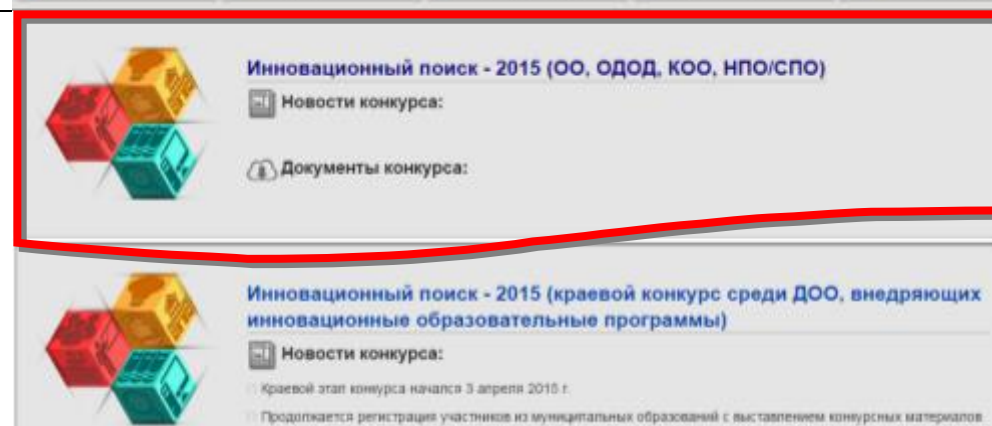 Инновационный поиск - 2015 (ОО, ОДОД, КОО, НПО/СПО)
Новости конкурса:
Документы конкурса:
Инновационный поиск - 2015 (краевой конкурс среди ДОО, внедряющих
инновационные образовательные программы)
Новости конкурса:
Краевой этап конкурса начался 3 апреля 2015 г.
Продолжается регистрация участников из муниципальных образований с выставлением конкурсных материалов